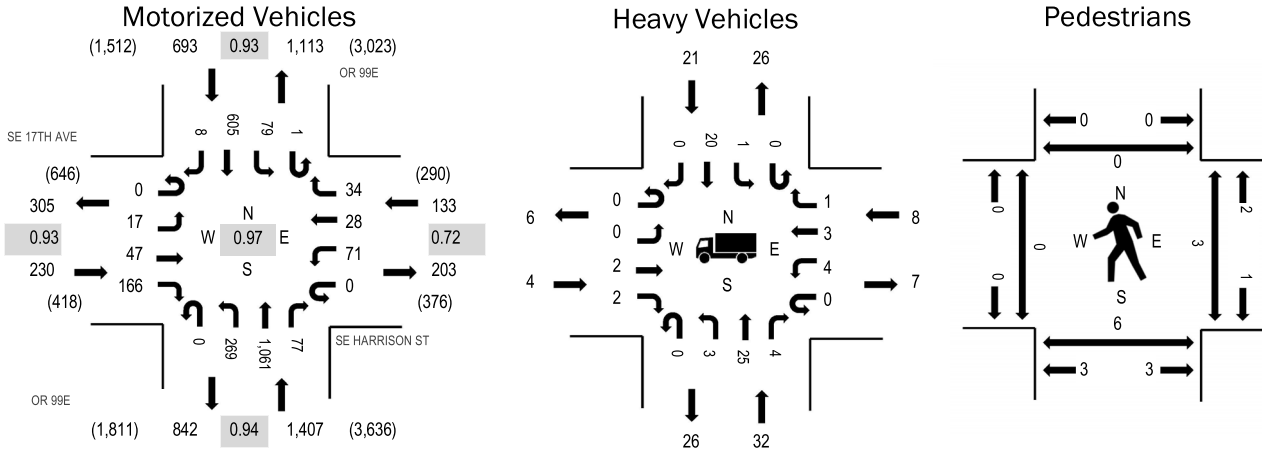 Motorized Vehicles
(1,512) 693 0.93 1,113 (3,023)
OR 99E
SE 17TH AVE
8 605 79 1
(646)
305
0.93
230
(418)
0
17
47
166
N
W 0.97 E
S
34
28
71
0
(290)
133
0.72
203
(376)
0 269 1,061 77
SE HARRISON ST
OR 99E
(1,811) 842 0.94 1,407 (3,636)
Heavy Vehicles
21 26
0 20 1 0
6
4
0
0
2
2
N
W E
S
1
3
4
0
8
7
0 3 25 4
26 32
Pedestrians
0 0
0
0
0
0
N
W E
S
3
2
1
6
3 3